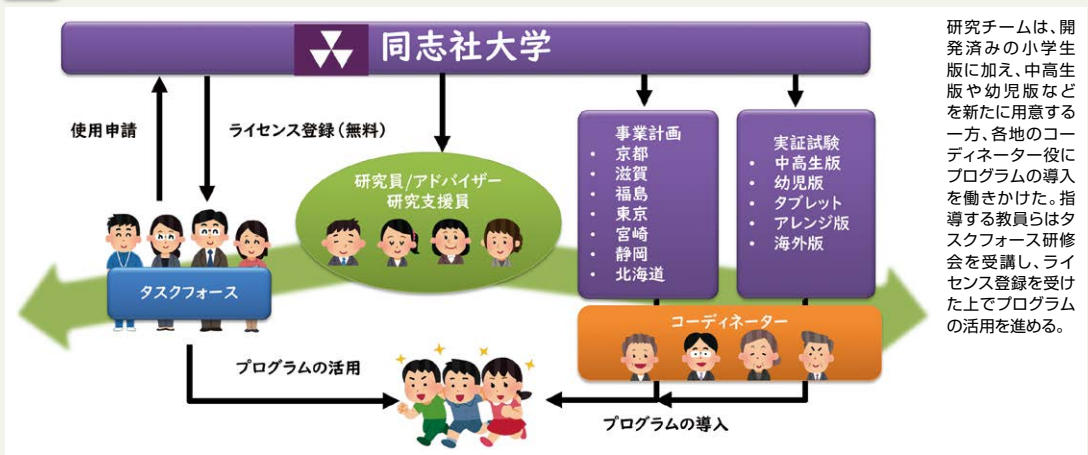 同志社大学
使用申請
ライセンス登録（無料）
研究員/アドバイザー
研究支援員
事業計画
• 京都
• 滋賀
• 福島
• 東京
• 宮崎
• 静岡
• 北海道
実証試験
• 中高生版
• 幼児版
• タブレット
• アレンジ版
• 海外版
タスクフォース
コーディネーター
プログラムの活用
プログラムの導入
研究チームは、開
発済みの小学生
版に加え、中高生
版や幼児版など
を新たに用意する
一方、各地のコー
ディネーター役に
プログラムの導入
を働きかけた。指
導する教員らはタ
スクフォース研修
会を受講し、ライ
センス登録を受け
た上でプログラム
の活用を進める。